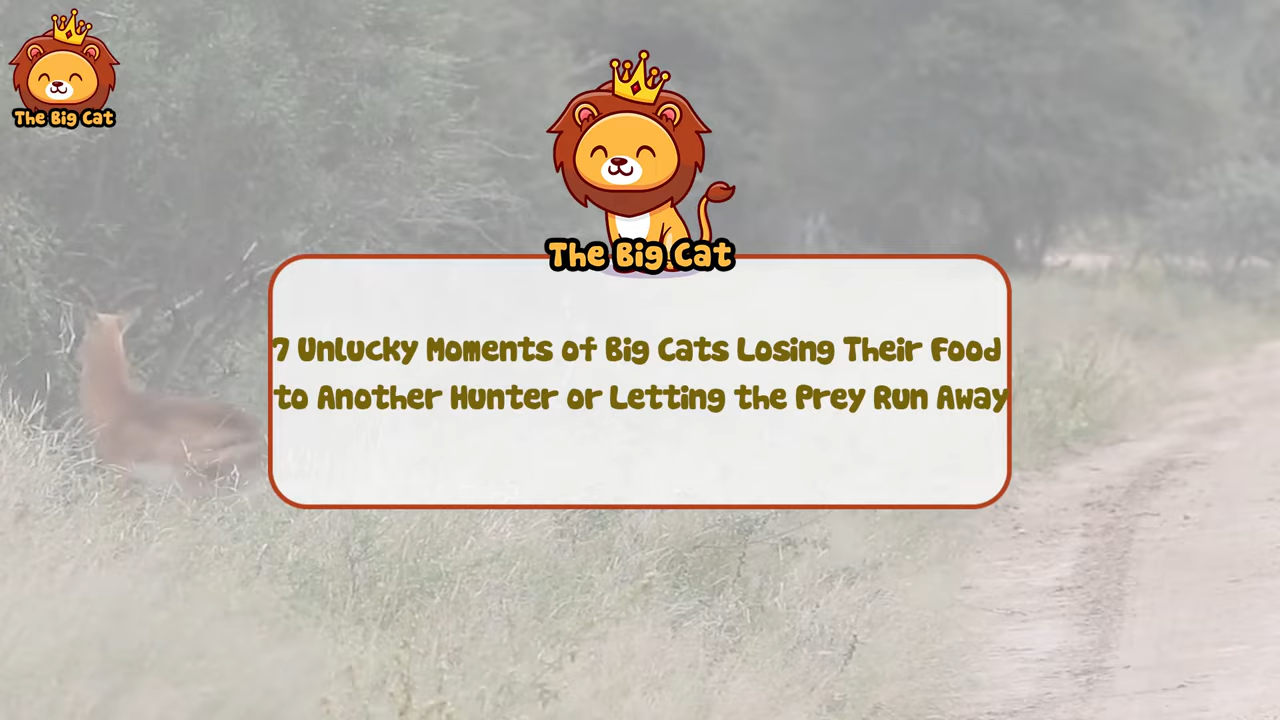 The Big Cat
The Big Cat
7 Unlucky Moments of Big Cats Losing Their Food
to Another Hunter or Letting the Prey Run Away